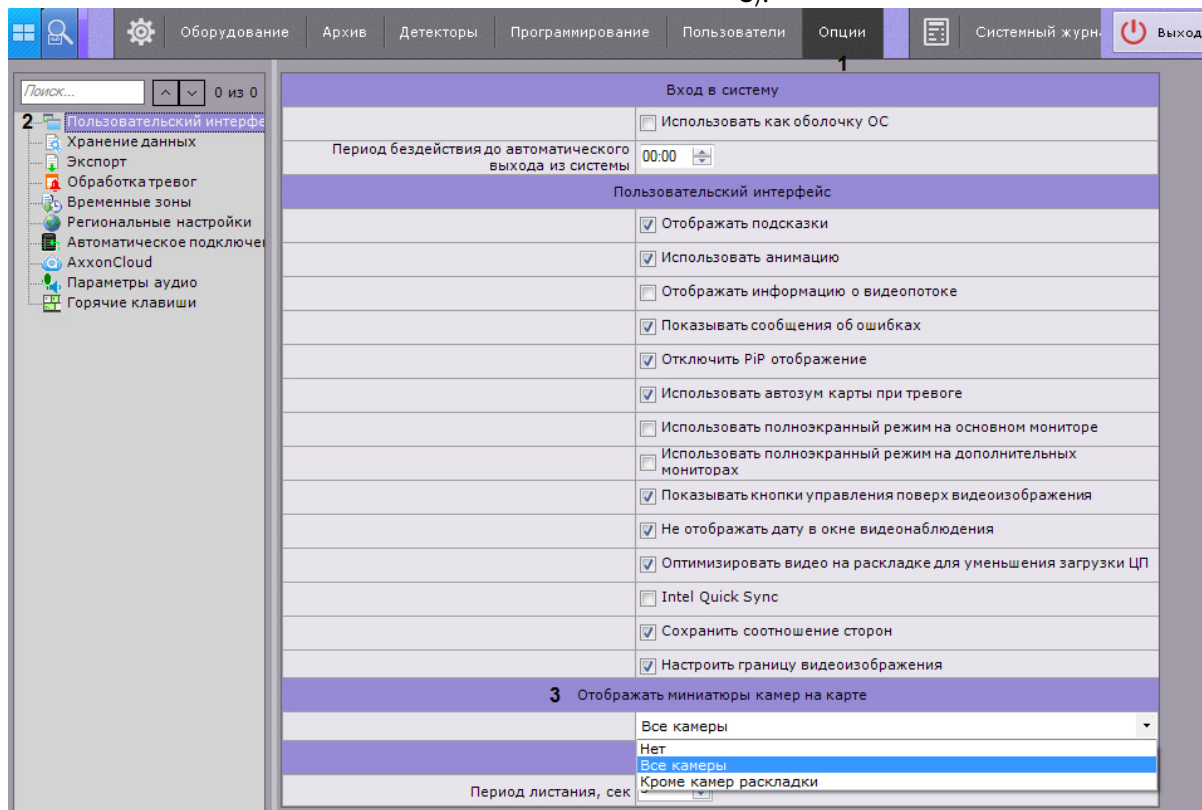 Оборудование Архив Детекторы Программирование Пользователи Опции Системный журн Выход
1
Поиск... 0 из 0
2 Пользовательский интерфе
Хранение данных
Экспорт
Обработка тревог
Временные зоны
Региональные настройки
Автоматическое подключе
AxxonCloud
Параметры аудио
Горячие клавиши
Вход в систему
Использовать как оболочку ОС
Период бездействия до автоматического
выхода из системы 00:00
Пользовательский интерфейс
Отображать подсказки
Использовать анимацию
Отображать информацию о видеопотоке
Показывать сообщения об ошибках
Отключить PiP отображение
Использовать автозум карты при тревоге
Использовать полноэкранный режим на основном мониторе
Использовать полноэкранный режим на дополнительных
мониторах
Показывать кнопки управления поверх видеоизображения
Не отображать дату в окне видеонаблюдения
Оптимизировать видео на раскладке для уменьшения загрузки ЦП
Intel Quick Sync
Сохранить соотношение сторон
Настроить границу видеоизображения
3 Отображать миниатюры камер на карте
Все камеры
Нет
Все камеры
Кроме камер раскладки
Период листания, сек